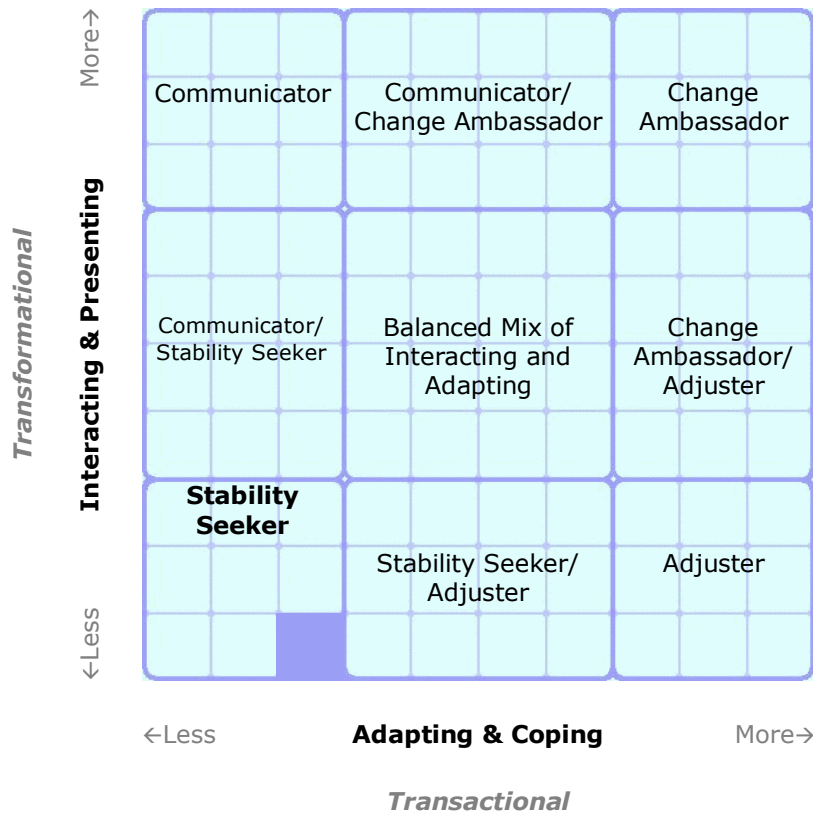 More→
Communicator
Communicator/
Change Ambassador
Change
Ambassador
Transformational
Interacting & Presenting
Communicator/
Stability Seeker
Balanced Mix of
Interacting and
Adapting
Change
Ambassador/
Adjuster
Stability
Seeker
Stability Seeker/
Adjuster
Adjuster
←Less
←Less
Adapting & Coping
More→
Transactional